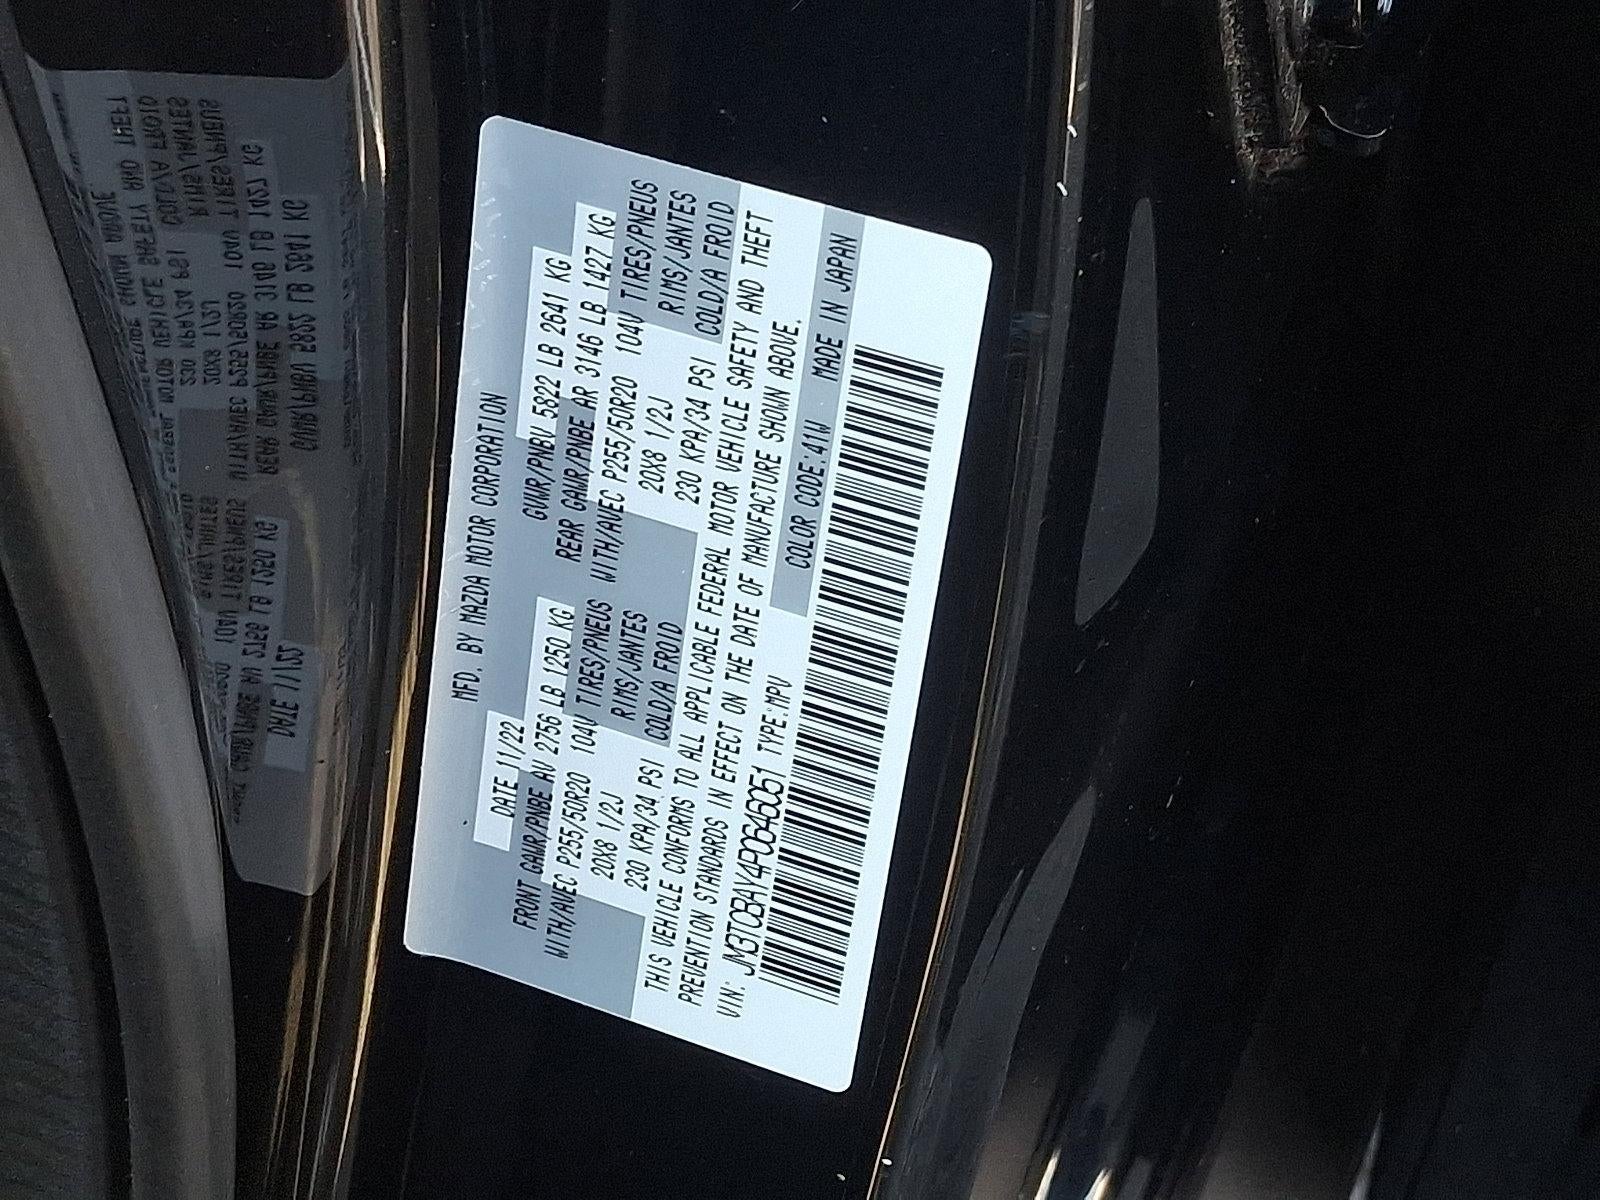 MFD. BY MAZDA MOTOR CORPORATION
DATE 11/22 GVWR/PNBV 5822 LB 2641 KG
FRONT GAWR/PNBE AV 2756 LB 1250 KG REAR GAWR/PNBE AR 3146 LB 1427 KG
WITH/AVEC P255/50R20 104V TIRES/PNEUS WITH/AVEC P255/50R20 104V TIRES/PNEUS
20X8 1/2J RIMS/JANTES 20X8 1/2J RIMS/JANTES
230 KPA/34 PSI COLD/A FROID 230 KPA/34 PSI COLD/A FROID
THIS VEHICLE CONFORMS TO ALL APPLICABLE FEDERAL MOTOR VEHICLE SAFETY AND THEFT
PREVENTION STANDARDS IN EFFECT ON THE DATE OF MANUFACTURE SHOWN ABOVE.
VIN: JM3TCBAY4P0646051 TYPE:MPV COLOR CODE:41W MADE IN JAPAN